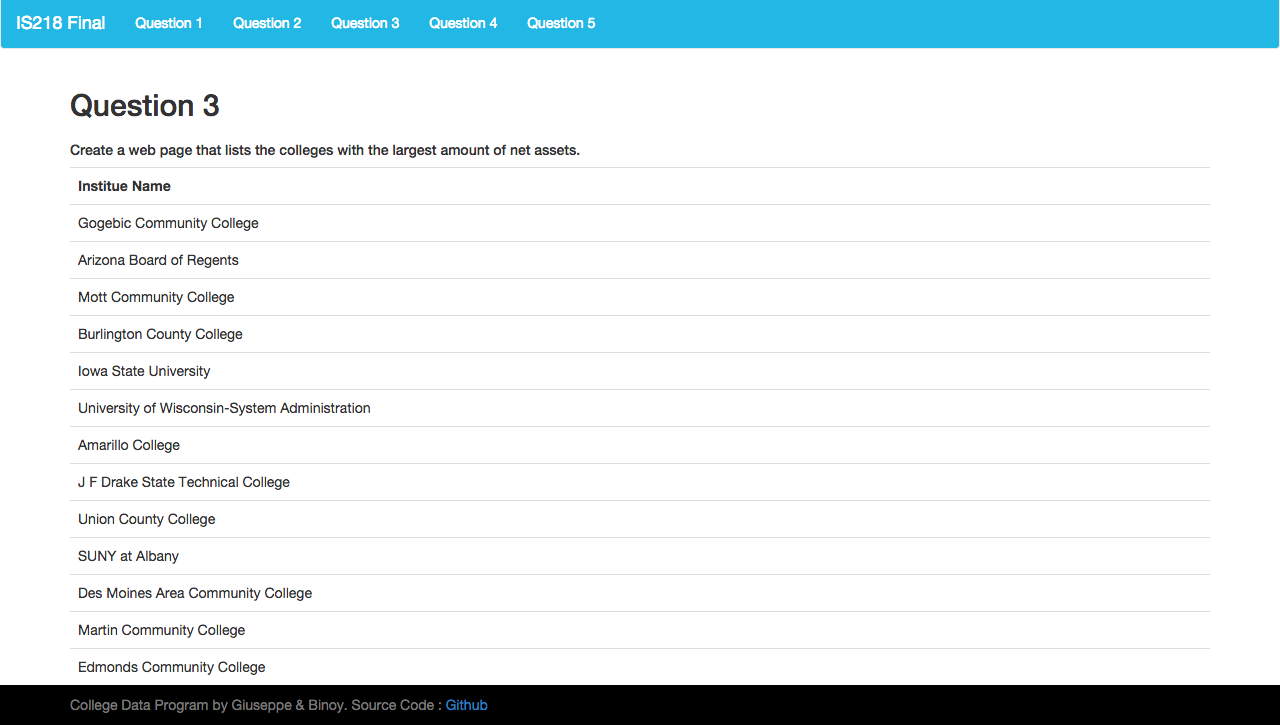 IS218 Final Question 1 Question 2 Question 3 Question 4 Question 5
Question 3
Create a web page that lists the colleges with the largest amount of net assets.
Institue Name
Gogebic Community College
Arizona Board of Regents
Mott Community College
Burlington County College
Iowa State University
University of Wisconsin-System Administration
Amarillo College
J F Drake State Technical College
Union County College
SUNY at Albany
Des Moines Area Community College
Martin Community College
Edmonds Community College
College Data Program by Giuseppe & Binoy. Source Code : Github